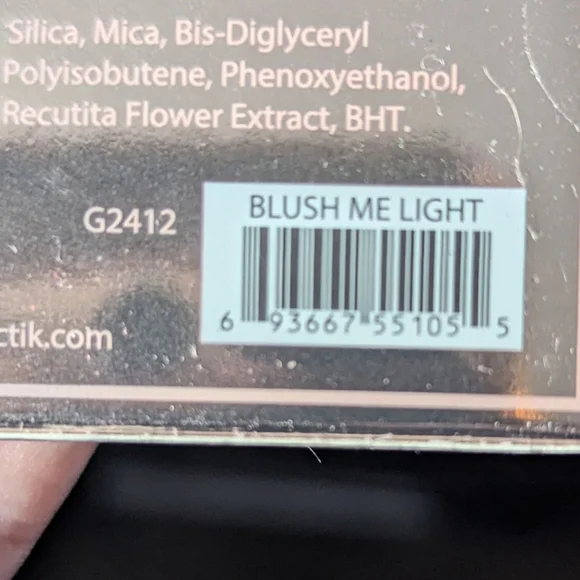 Silica, Mica, Bis-Diglyceryl
Polyisobutene, Phenoxyethanol,
Recutita Flower Extract, BHT.
G2412
BLUSH ME LIGHT
6 93667 55105 5
ctik.com